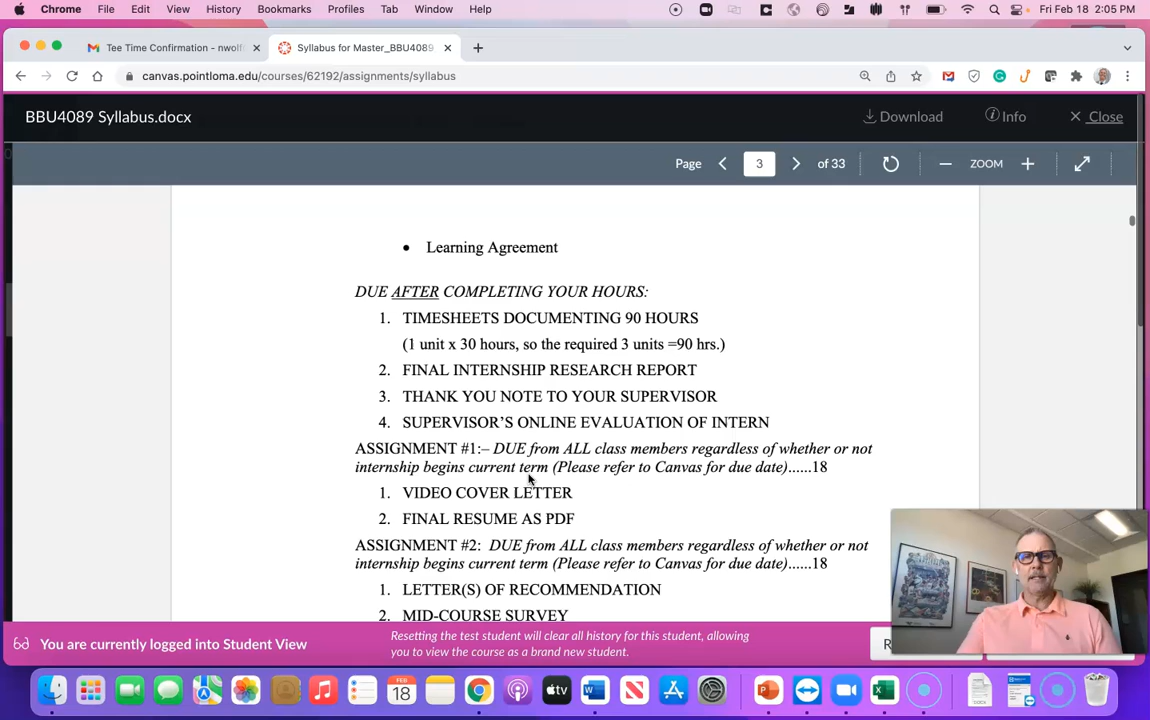 Chrome File Edit View History Bookmarks Profiles Tab Window Help Fri Feb 18 2:05 PM
Tee Time Confirmation - nwolf
Syllabus for Master_BBU4089
canvas.pointloma.edu/courses/62192/assignments/syllabus
BBU4089 Syllabus.docx
Download
Info
Close
Page 3 of 33 ZOOM
• Learning Agreement
DUE AFTER COMPLETING YOUR HOURS:
1. TIMESHEETS DOCUMENTING 90 HOURS
(1 unit x 30 hours, so the required 3 units =90 hrs.)
2. FINAL INTERNSHIP RESEARCH REPORT
3. THANK YOU NOTE TO YOUR SUPERVISOR
4. SUPERVISOR'S ONLINE EVALUATION OF INTERN
ASSIGNMENT #1:– DUE from ALL class members regardless of whether or not
internship begins current term (Please refer to Canvas for due date)......18
1. VIDEO COVER LETTER
2. FINAL RESUME AS PDF
ASSIGNMENT #2: DUE from ALL class members regardless of whether or not
internship begins current term (Please refer to Canvas for due date)......18
1. LETTER(S) OF RECOMMENDATION
2. MID-COURSE SURVEY
You are currently logged into Student View
Resetting the test student will clear all history for this student, allowing
you to view the course as a brand new student.
R
FEB
18
tv